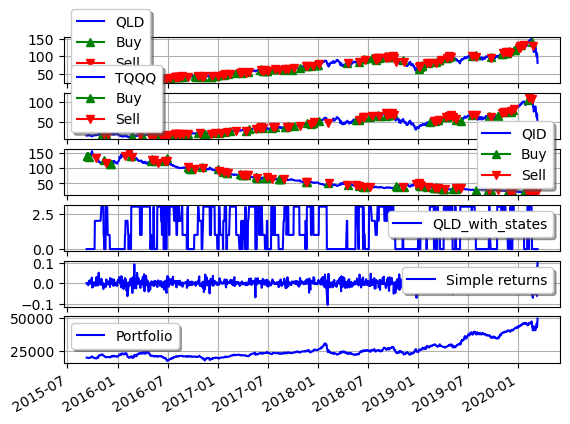 QLD
Buy
Sell
150
100
50
TQQQ
Buy
Sell
100
50
QID
Buy
Sell
150
100
50
QLD_with_states
2.5
0.0
Simple returns
0.1
0.0
−0.1
Portfolio
50000
25000
2015-07
2016-01
2016-07
2017-01
2017-07
2018-01
2018-07
2019-01
2019-07
2020-01